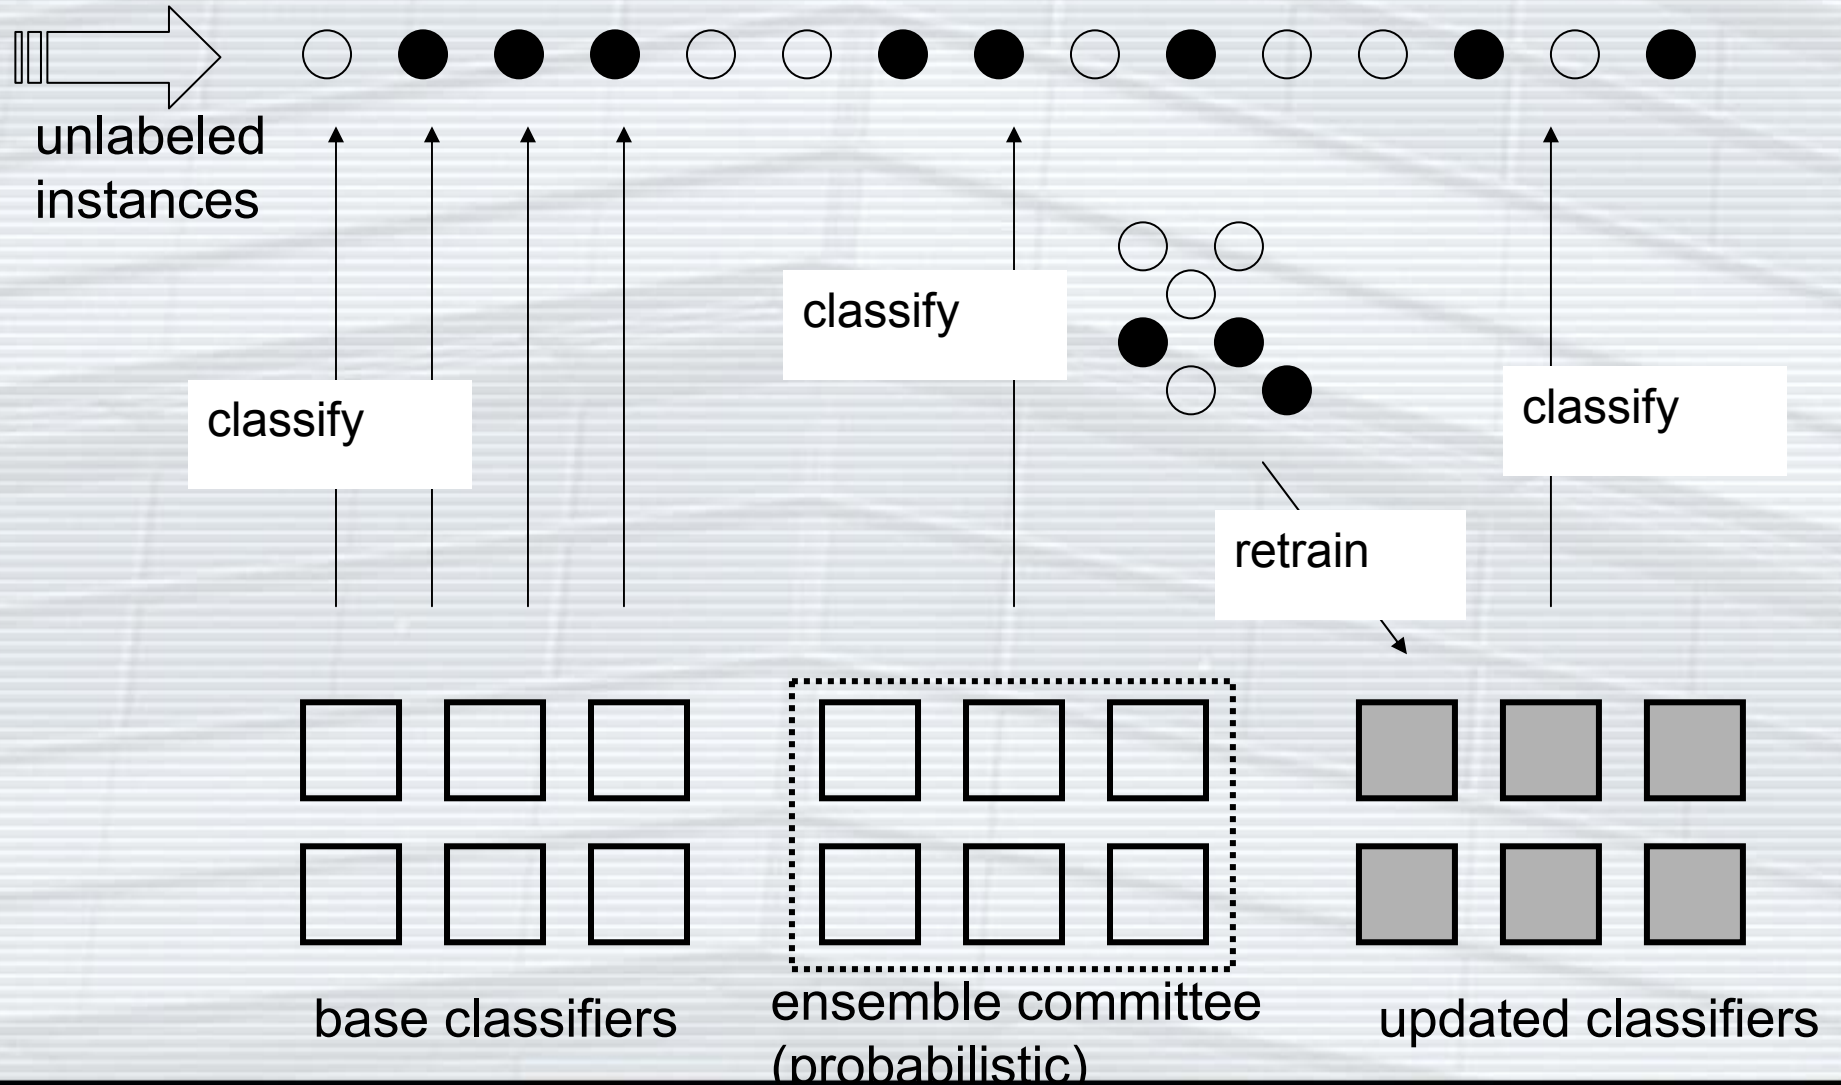 unlabeled
instances
classify
classify
classify
retrain
base classifiers
ensemble committee
(probabilistic)
updated classifiers